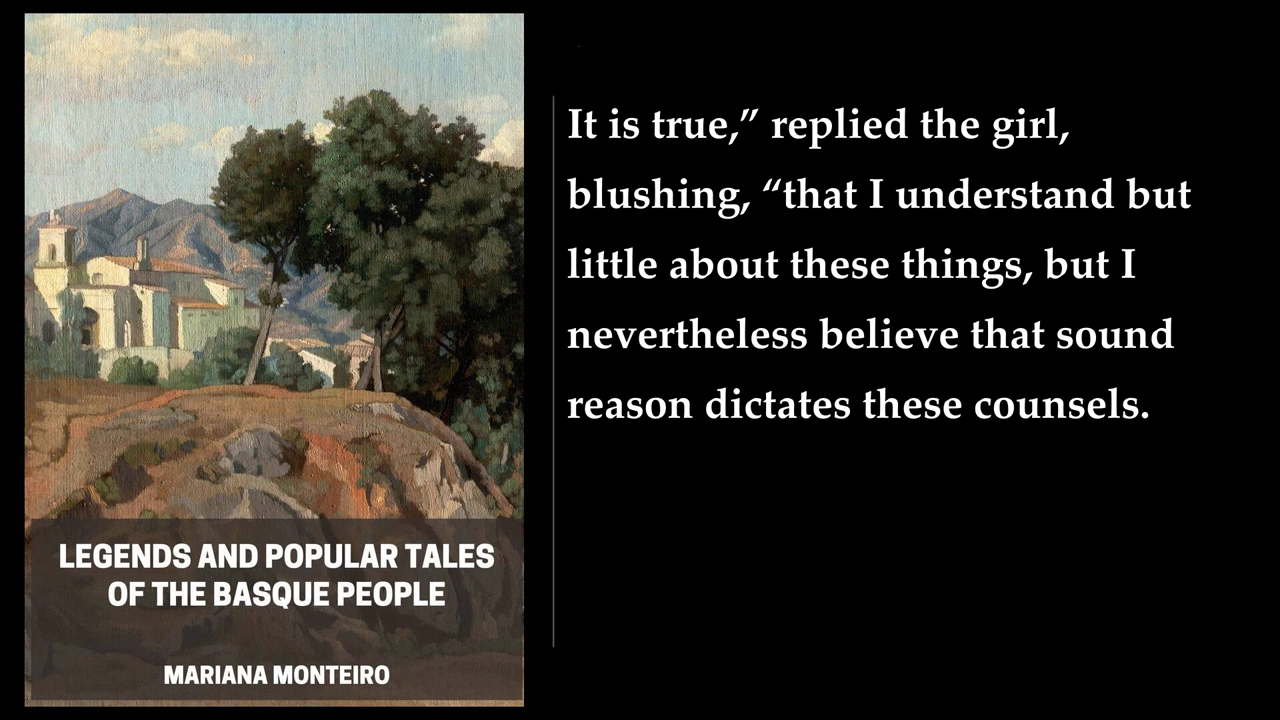 It is true,” replied the girl,
blushing, “that I understand but
little about these things, but I
nevertheless believe that sound
reason dictates these counsels.
LEGENDS AND POPULAR TALES
OF THE BASQUE PEOPLE
MARIANA MONTEIRO